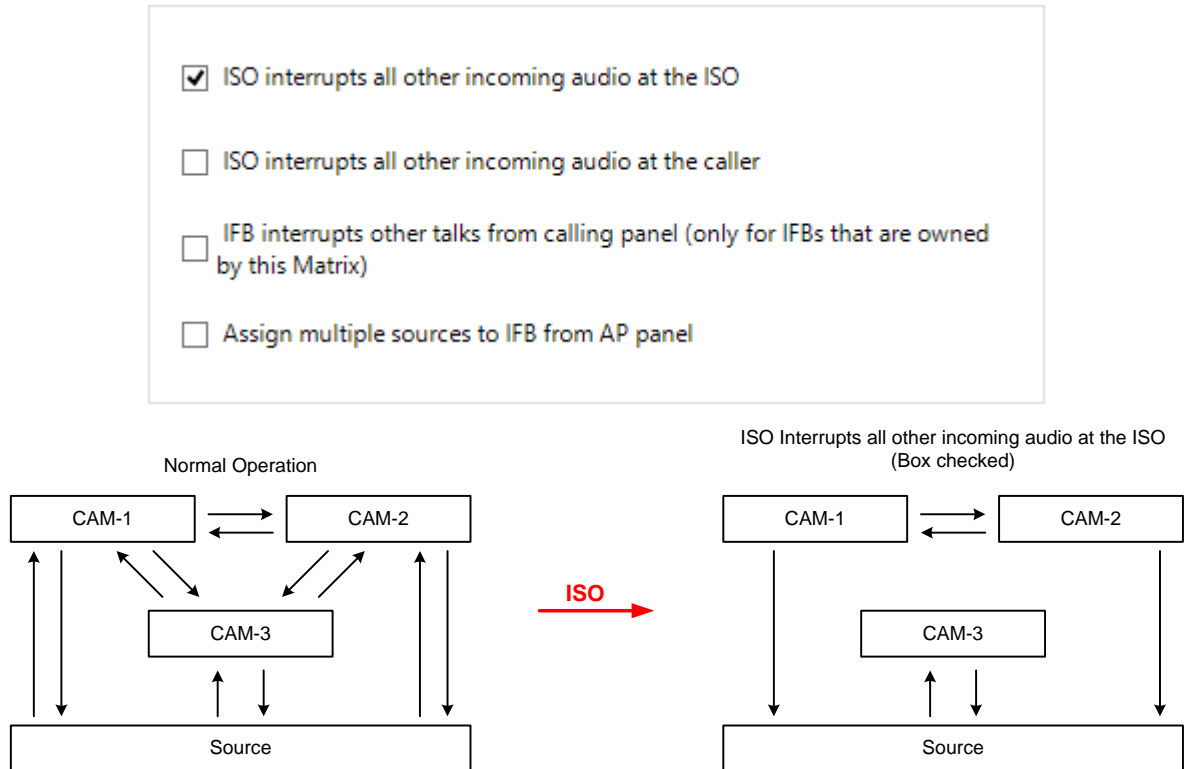 ISO interrupts all other incoming audio at the ISO
ISO interrupts all other incoming audio at the caller
IFB interrupts other talks from calling panel (only for IFBs that are owned
by this Matrix)
Assign multiple sources to IFB from AP panel
Normal Operation
CAM-1
CAM-2
CAM-3
Source
ISO
ISO Interrupts all other incoming audio at the ISO
(Box checked)
CAM-1
CAM-2
CAM-3
Source